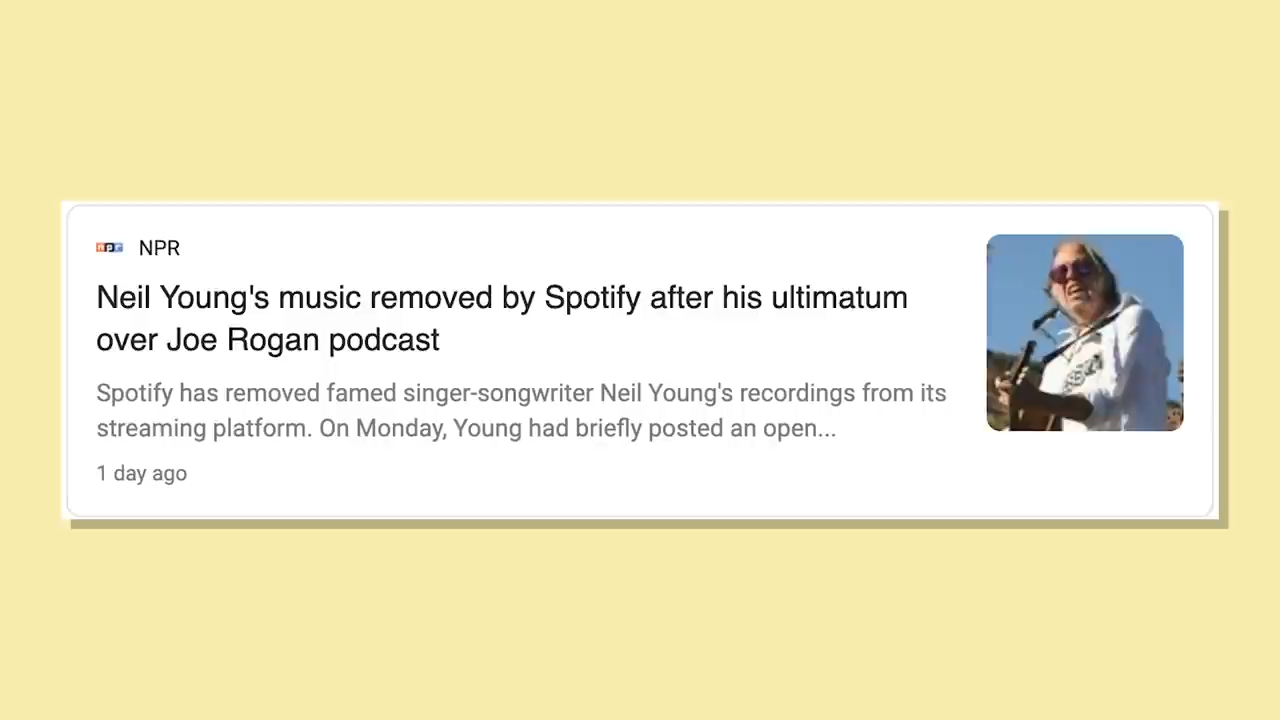 npr NPR
Neil Young's music removed by Spotify after his ultimatum
over Joe Rogan podcast
Spotify has removed famed singer-songwriter Neil Young's recordings from its
streaming platform. On Monday, Young had briefly posted an open...
1 day ago